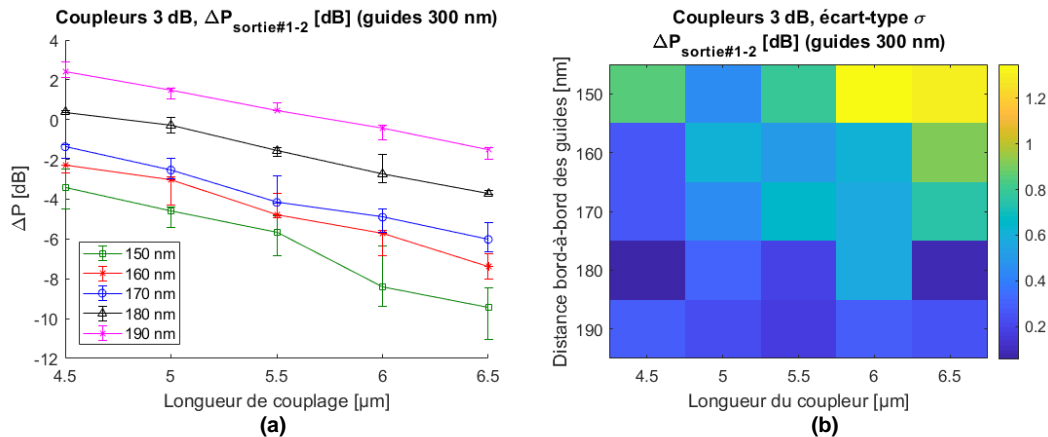 Coupleurs 3 dB, ΔP sortie#1-2 [dB] (guides 300 nm)
ΔP [dB]
4
2
0
-2
-4
-6
-8
-10
-12
150 nm
160 nm
170 nm
180 nm
190 nm
4.5 5 5.5 6 6.5
Longueur de couplage [µm]
(a)
Coupleurs 3 dB, écart-type σ
ΔP sortie#1-2 [dB] (guides 300 nm)
Distance bord-à-bord des guides [nm]
150
160
170
180
190
4.5 5 5.5 6 6.5
Longueur du coupleur [µm]
1.2
1
0.8
0.6
0.4
0.2
(b)